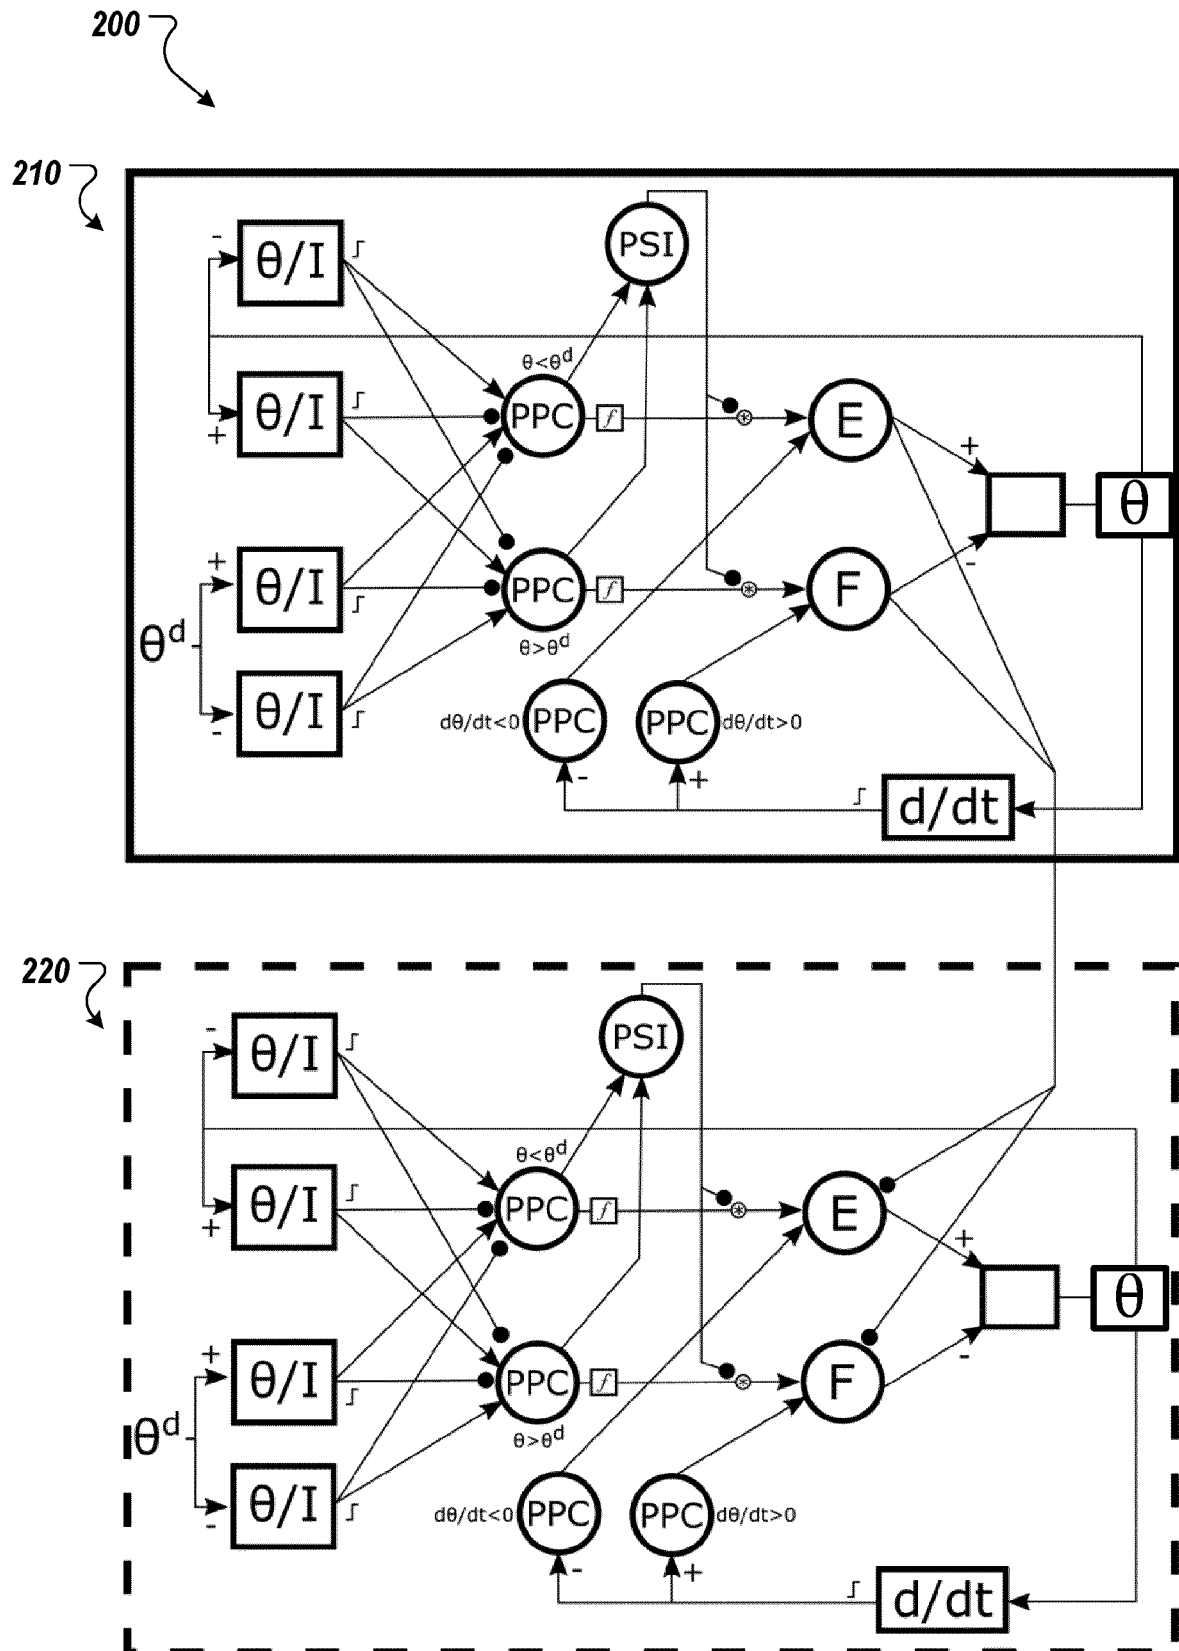 200
210
PSI
-
θ/I
θ<θd
θ/I
PPC
f
E
+
+
θ
+
-
θ/I
PPC
f
F
θd
θ>θd
θ/I
dθ/dt<0
PPC
PPC
dθ/dt>0
-
-
+
d/dt
220
PSI
-
θ/I
θ<θd
θ/I
PPC
f
E
+
+
θ
+
-
θ/I
PPC
f
F
θd
θ>θd
θ/I
dθ/dt<0
PPC
PPC
dθ/dt>0
-
-
+
d/dt